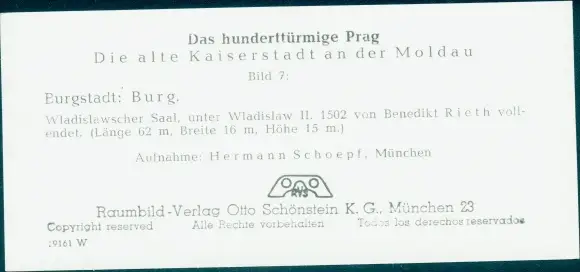 Das hunderttürmige Prag
Die alte Kaiserstadt an der Moldau
Bild 7:
Burgstadt: Burg.
Wladislawscher Saal, unter Wladislaw II. 1502 von Benedikt Rieth voll-
endet. (Länge 62 m, Breite 16 m, Höhe 15 m.)
Aufnahme: Hermann Schoepf, München
RVS
Raumbild-Verlag Otto Schönstein K. G., München 23
Copyright reserved Alle Rechte vorbehalten Todos los derechos reservados
19161 W